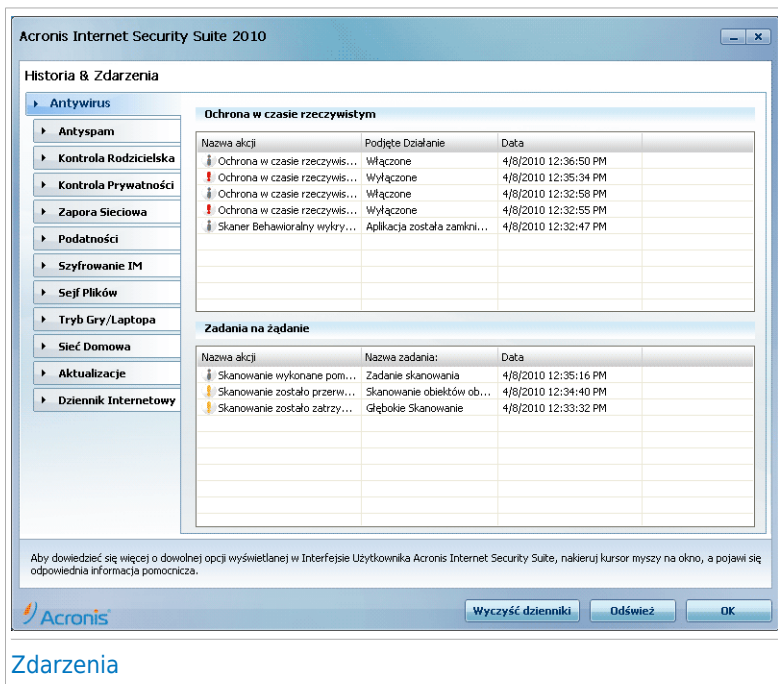 Acronis Internet Security Suite 2010
Historia & Zdarzenia
Antywirus
Antyspam
Kontrola Rodzicielska
Kontrola Prywatności
Zapora Sieciowa
Podatności
Szyfrowanie IM
Sejf Plików
Tryb Gry/Laptopa
Sieć Domowa
Aktualizacje
Dziennik Internetowy
Ochrona w czasie rzeczywistym
Nazwa akcji Podjęte Działanie Data
Ochrona w czasie rzeczywis... Włączone 4/8/2010 12:36:50 PM
Ochrona w czasie rzeczywis... Wyłączone 4/8/2010 12:35:34 PM
Ochrona w czasie rzeczywis... Włączone 4/8/2010 12:32:58 PM
Ochrona w czasie rzeczywis... Wyłączone 4/8/2010 12:32:55 PM
Skaner Behawioralny wykry... Aplikacja została zamkni... 4/8/2010 12:32:47 PM
Zadania na żądanie
Nazwa akcji Nazwa zadania: Data
Skanowanie wykonane pom... Zadanie skanowania 4/8/2010 12:35:16 PM
Skanowanie zostało przerw... Skanowanie obiektów ob... 4/8/2010 12:34:40 PM
Skanowanie zostało zatrzy... Głębokie Skanowanie 4/8/2010 12:33:32 PM
Aby dowiedzieć się więcej o dowolnej opcji wyświetlanej w Interfejsie Użytkownika Acronis Internet Security Suite, nakieruj kursor myszy na okno, a pojawi się
odpowiednia informacja pomocnicza.
Acronis
Wyczyść dzienniki
Odśwież
OK
Zdarzenia